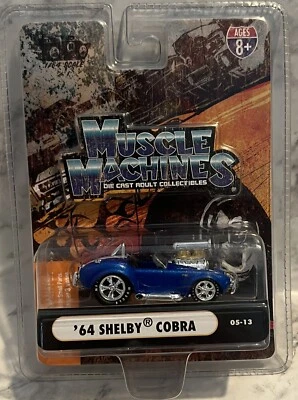 1/64 SCALE
AGES
8+
MUSCLE
MACHINES
DIE CAST ADULT COLLECTIBLES
'64 SHELBY® COBRA
05-13